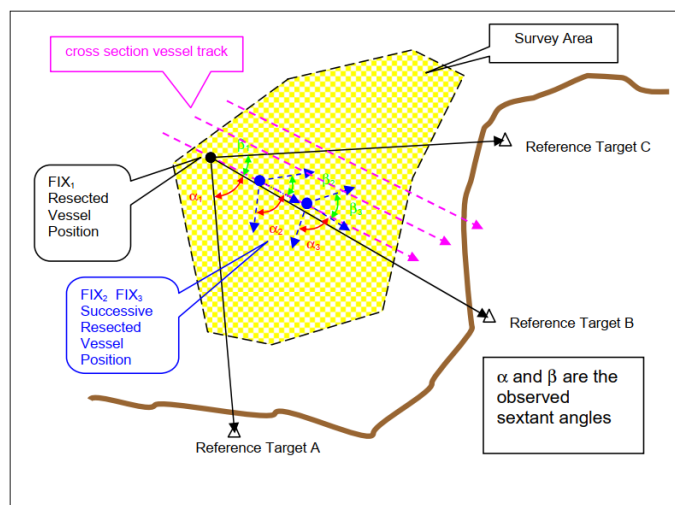 cross section vessel track
Survey Area
Reference Target C
β₁
FIX₁
Resected
Vessel
Position
α₁
β₂
β₃
α₂
α₃
FIX₂ FIX₃
Successive
Resected
Vessel
Position
Reference Target B
α and β are the
observed
sextant angles
Reference Target A